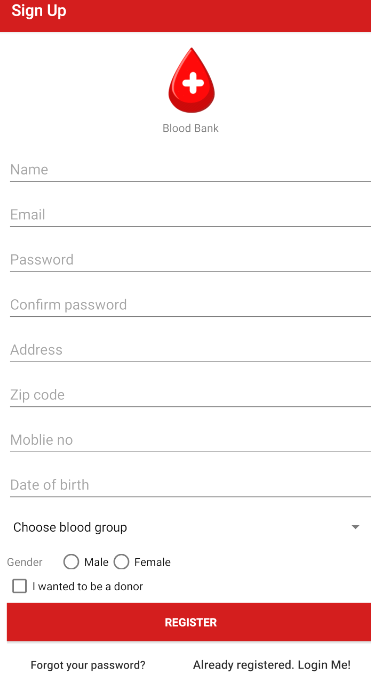 Sign Up
Blood Bank
Name
Email
Password
Confirm password
Address
Zip code
Moblie no
Date of birth
Choose blood group
Gender Male Female
I wanted to be a donor
REGISTER
Forgot your password? Already registered. Login Me!